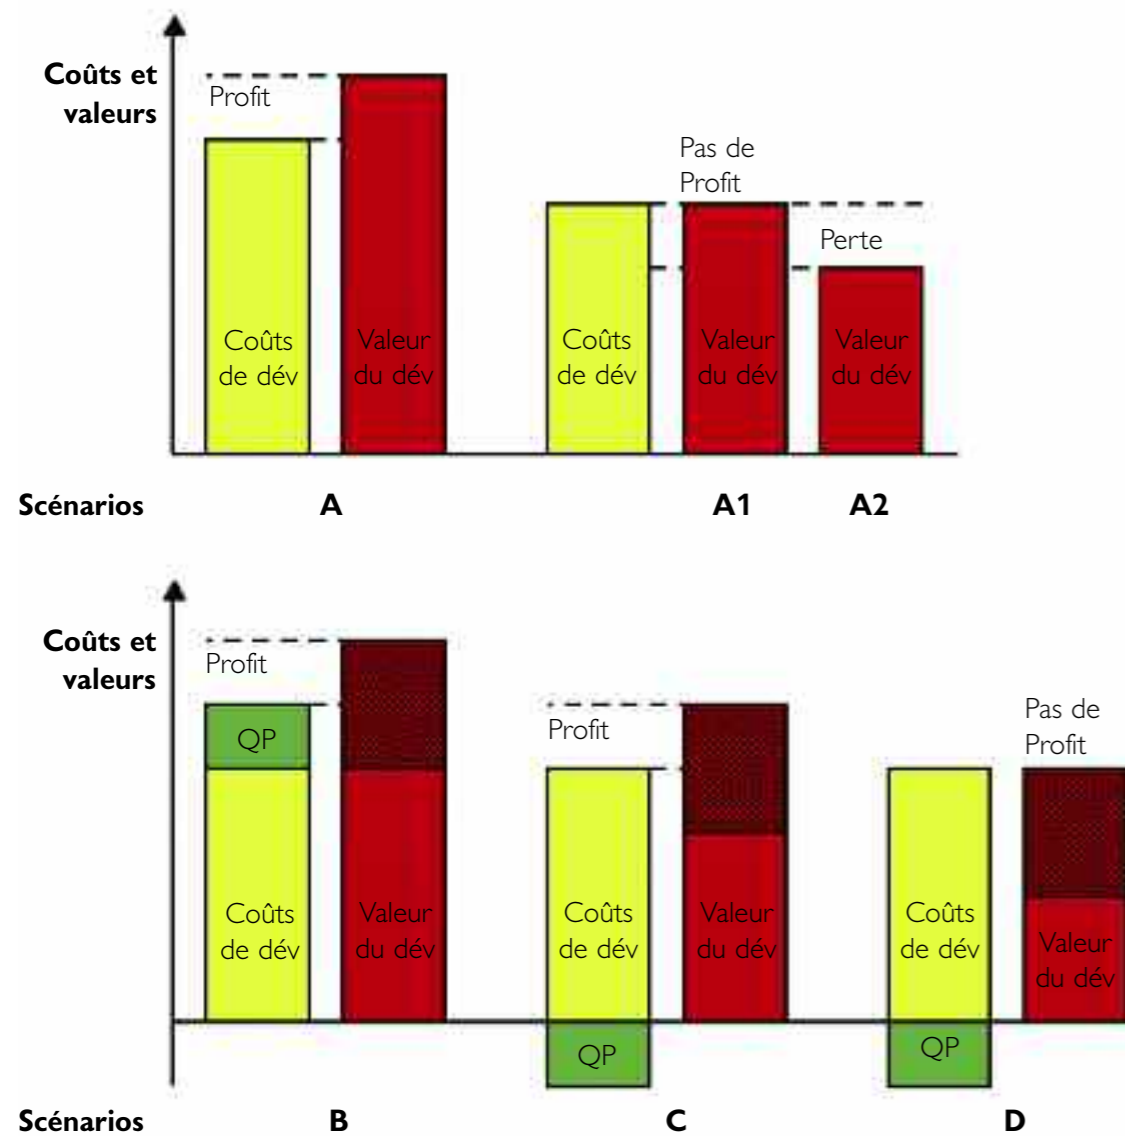 Coûts et
valeurs
Profit
Pas de
Profit
Perte
Coûts
de dév
Valeur
du dév
Coûts
de dév
Valeur
du dév
Valeur
du dév
Scénarios A A1 A2
Coûts et
valeurs
Profit
QP
Profit
Pas de
Profit
Coûts
de dév
Valeur
du dév
Coûts
de dév
Valeur
du dév
Coûts
de dév
Valeur
du dév
QP
QP
Scénarios B C D